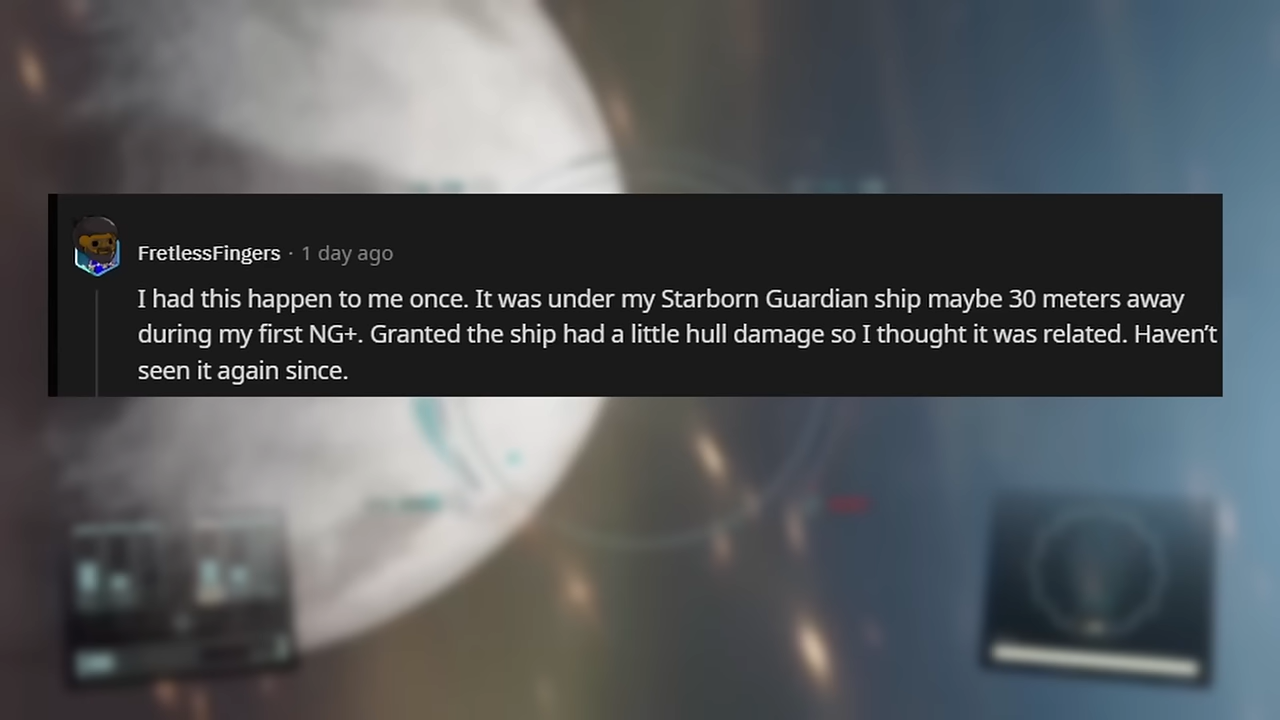 FretlessFingers · 1 day ago
I had this happen to me once. It was under my Starborn Guardian ship maybe 30 meters away
during my first NG+. Granted the ship had a little hull damage so I thought it was related. Haven't
seen it again since.